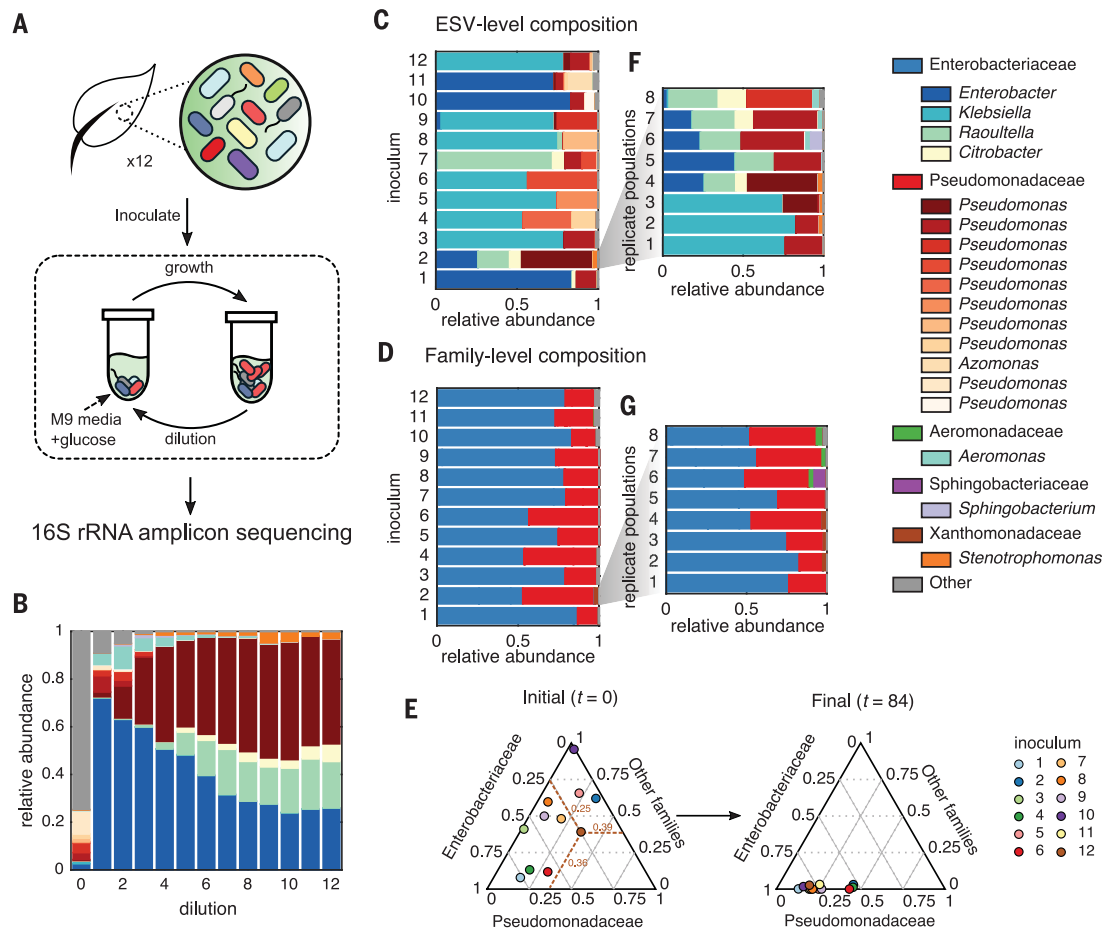 A
x12
Inoculate
growth
M9 media
+glucose
dilution
16S rRNA amplicon sequencing
B
relative abundance
1
0.8
0.6
0.4
0.2
0
0 2 4 6 8 10 12
dilution
C
ESV-level composition
inoculum
12
11
10
9
8
7
6
5
4
3
2
1
0 0.5 1
relative abundance
F
replicate populations
8
7
6
5
4
3
2
1
0 0.5 1
relative abundance
D
Family-level composition
inoculum
12
11
10
9
8
7
6
5
4
3
2
1
0 0.5 1
relative abundance
G
replicate populations
8
7
6
5
4
3
2
1
0 0.5 1
relative abundance
Enterobacteriaceae
Enterobacter
Klebsiella
Raoultella
Citrobacter
Pseudomonadaceae
Pseudomonas
Pseudomonas
Pseudomonas
Pseudomonas
Pseudomonas
Pseudomonas
Pseudomonas
Pseudomonas
Azomonas
Pseudomonas
Pseudomonas
Aeromonadaceae
Aeromonas
Sphingobacteriaceae
Sphingobacterium
Xanthomonadaceae
Stenotrophomonas
Other
E
Initial (t = 0)
0 1
0.25 0.75
0.5 0.5
0.75 0.25
1 0
0 0.25 0.5 0.75 1
Enterobacteriaceae
Other families
Pseudomonadaceae
0.25
0.39
0.36
Final (t = 84)
0 1
0.25 0.75
0.5 0.5
0.75 0.25
1 0
0 0.25 0.5 0.75 1
Enterobacteriaceae
Other families
Pseudomonadaceae
inoculum
1 7
2 8
3 9
4 10
5 11
6 12